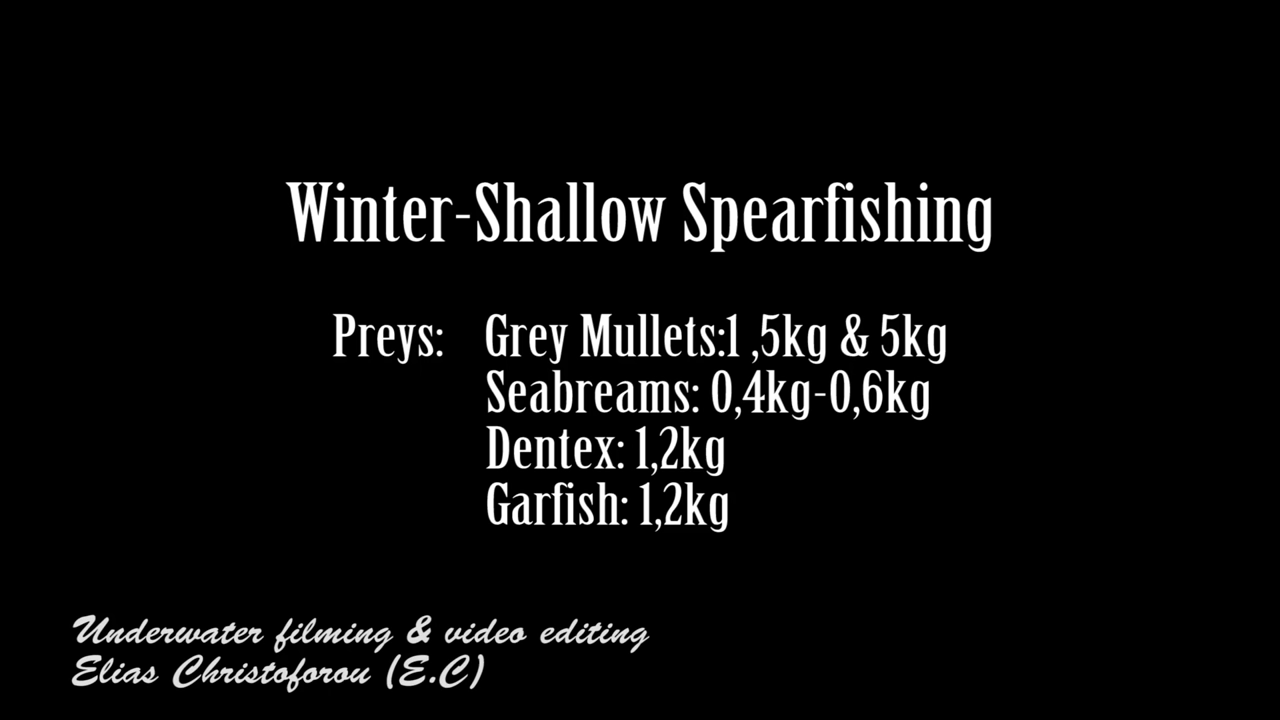 Winter-Shallow Spearfishing
Preys: Grey Mullets:1 ,5kg & 5kg
Seabreams: 0,4kg-0,6kg
Dentex: 1,2kg
Garfish: 1,2kg
Underwater filming & video editing
Elias Christoforou (E.C)